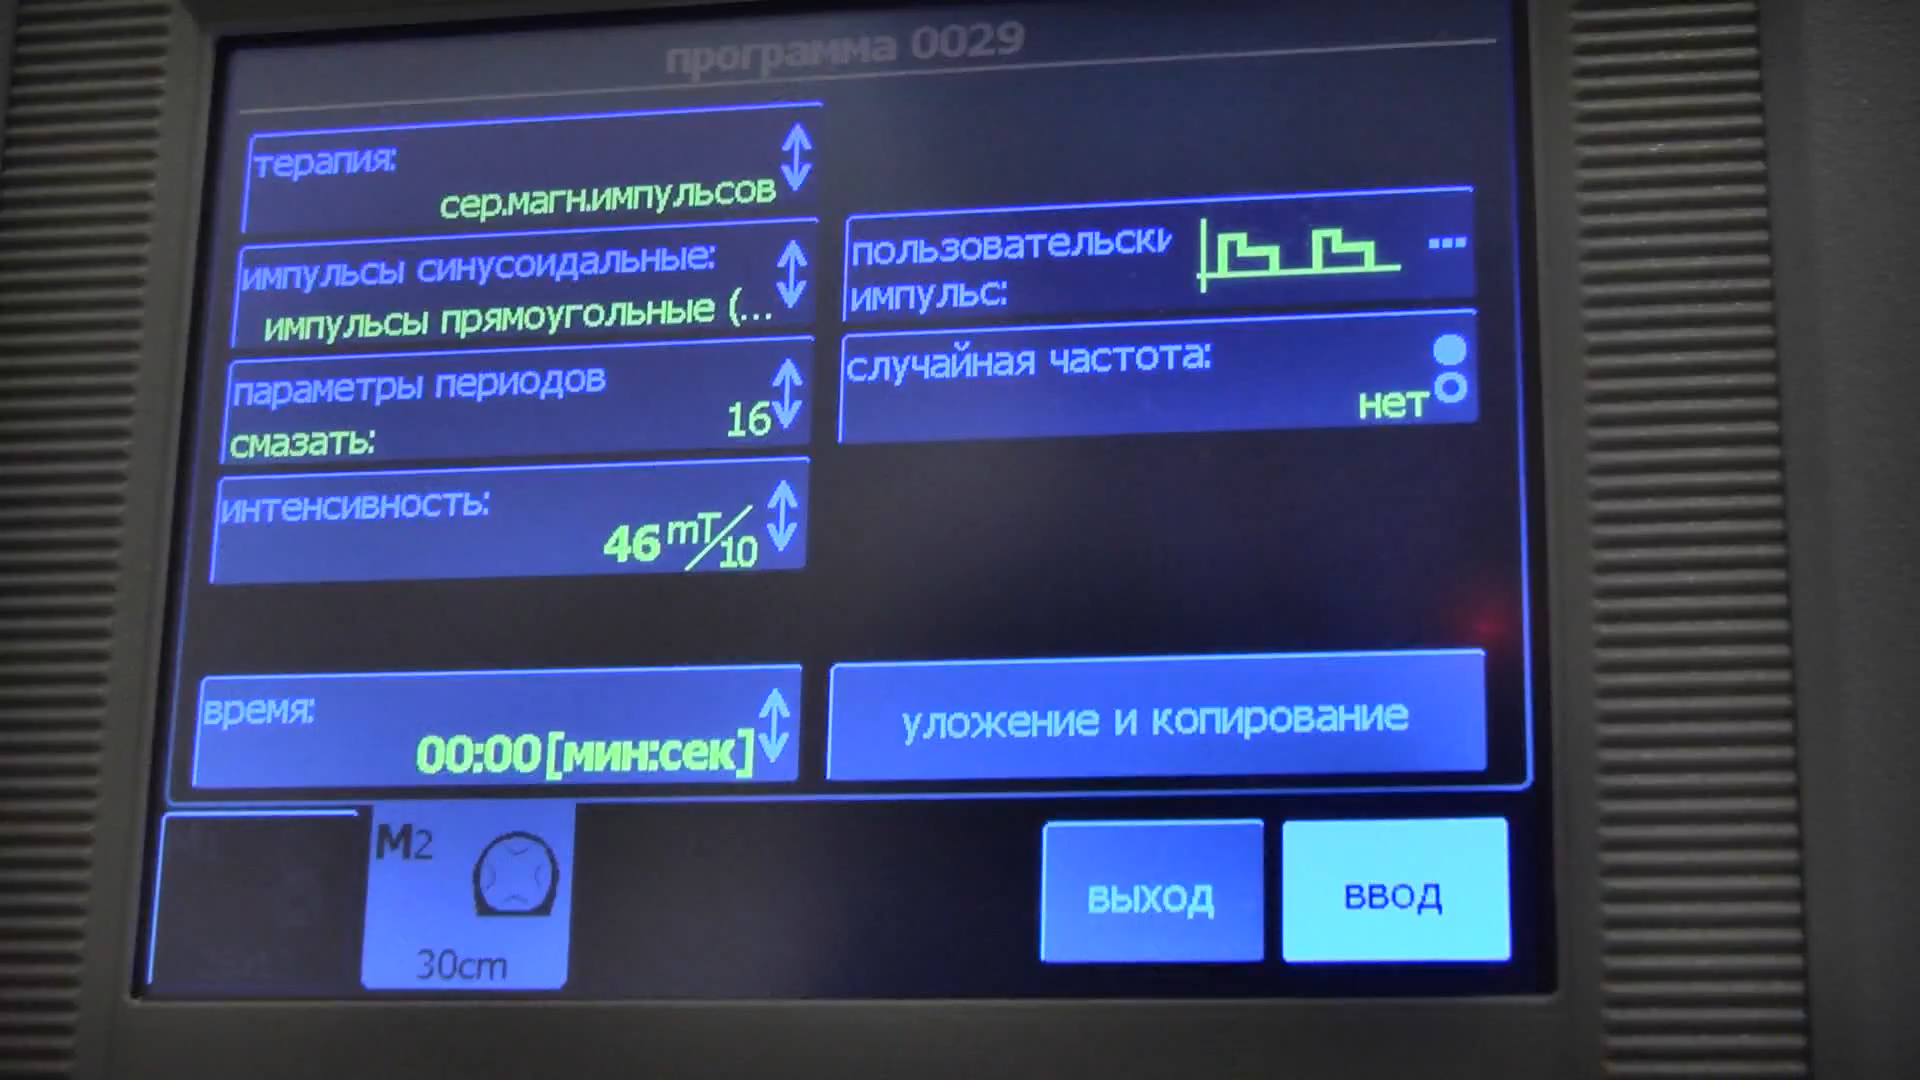 программа 0029
терапия:
сер.магн.импульсов
импульсы синусоидальные:
импульсы прямоугольные (...
параметры периодов
16
смазать:
интенсивность:
46 mT/10
пользовательски
импульс:
...
случайная частота:
нет
время:
00:00[мин:сек]
уложение и копирование
M2
30cm
выход
ввод